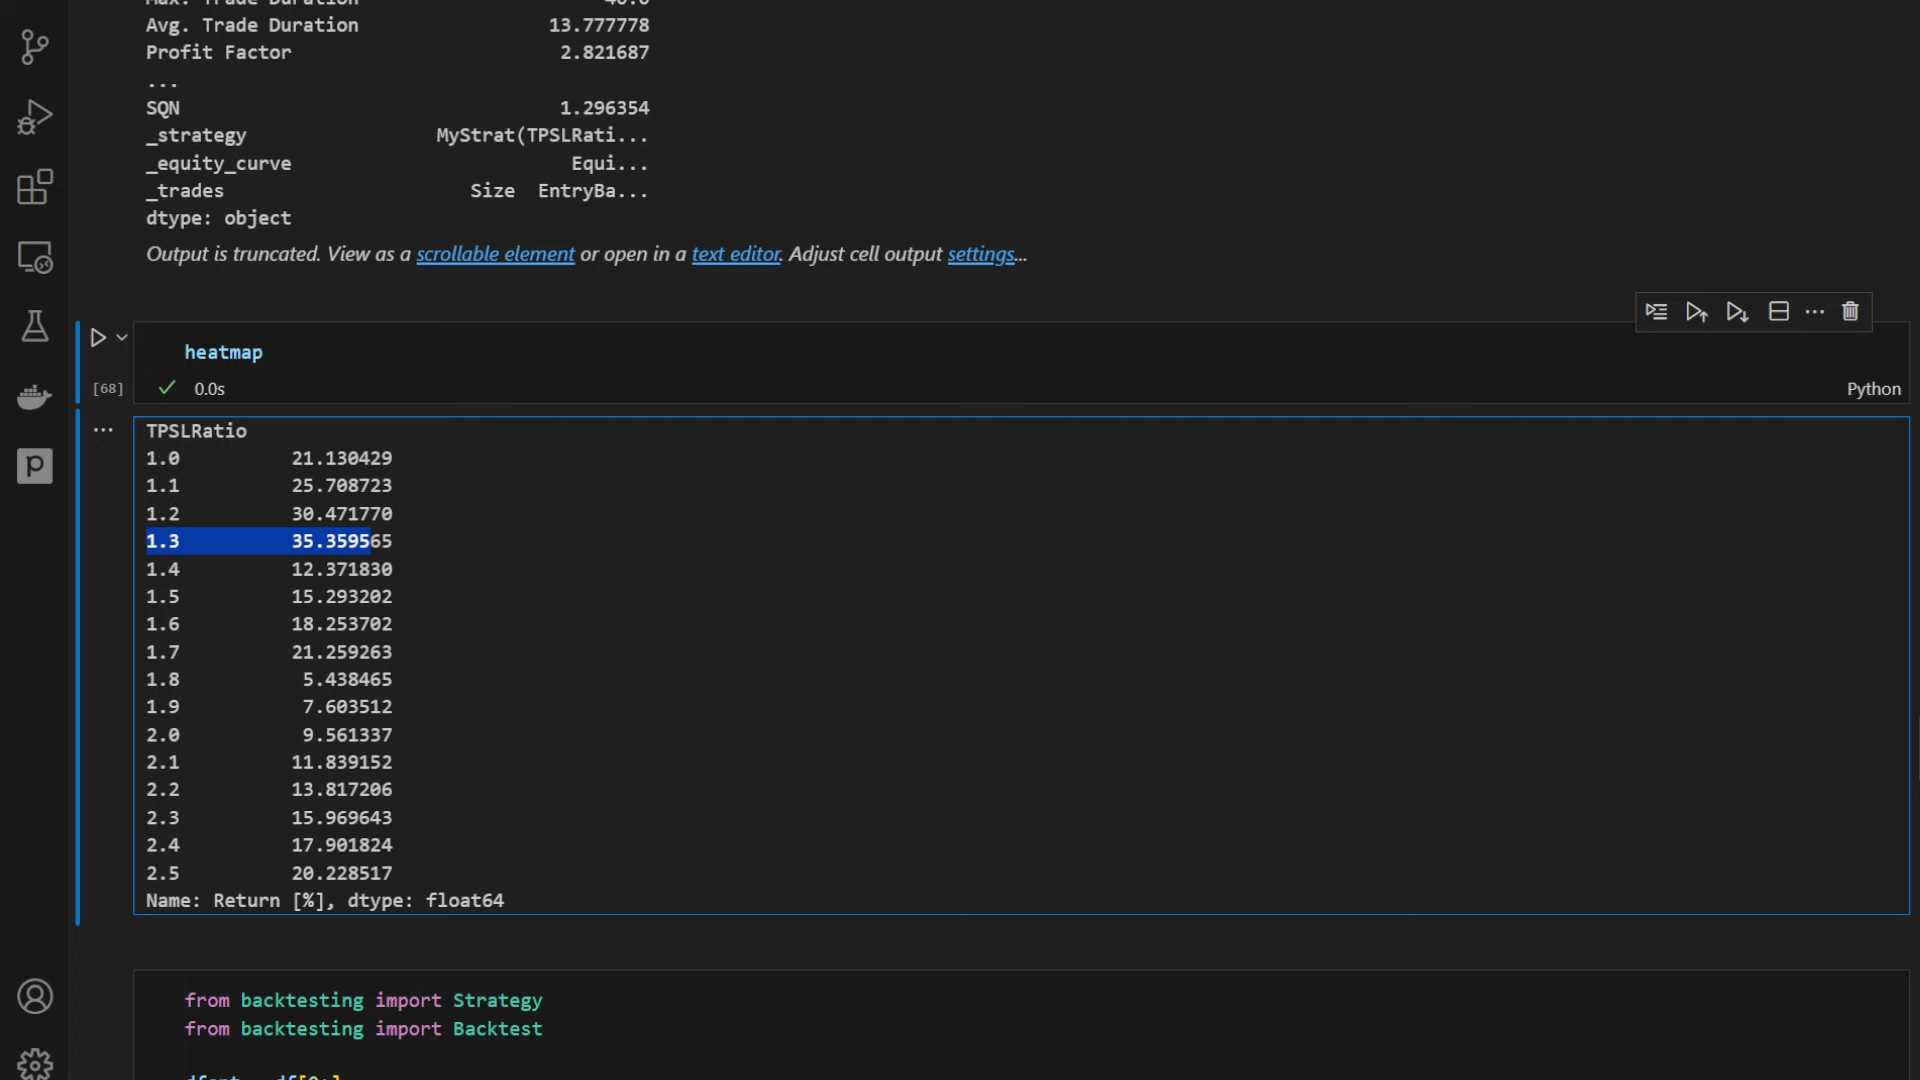 Max. Trade Duration 40.0
Avg. Trade Duration 13.777778
Profit Factor 2.821687
...
SQN 1.296354
_strategy MyStrat(TPSLRati...
_equity_curve Equi...
_trades Size EntryBa...
dtype: object
Output is truncated. View as a scrollable element or open in a text editor. Adjust cell output settings...
heatmap
[68] 0.0s Python
TPSLRatio
1.0 21.130429
1.1 25.708723
1.2 30.471770
1.3 35.359565
1.4 12.371830
1.5 15.293202
1.6 18.253702
1.7 21.259263
1.8 5.438465
1.9 7.603512
2.0 9.561337
2.1 11.839152
2.2 13.817206
2.3 15.969643
2.4 17.901824
2.5 20.228517
Name: Return [%], dtype: float64
from backtesting import Strategy
from backtesting import Backtest